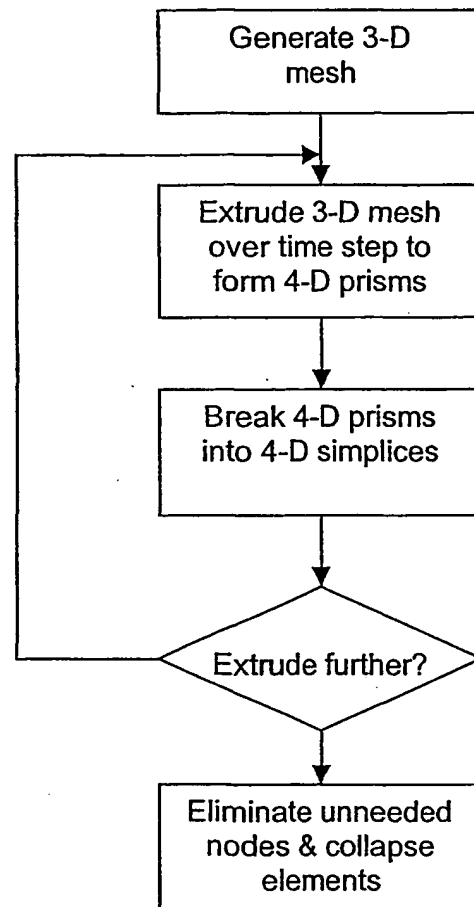 Generate 3-D
mesh
Extrude 3-D mesh
over time step to
form 4-D prisms
Break 4-D prisms
into 4-D simplices
Extrude further?
Eliminate unneeded
nodes & collapse
elements